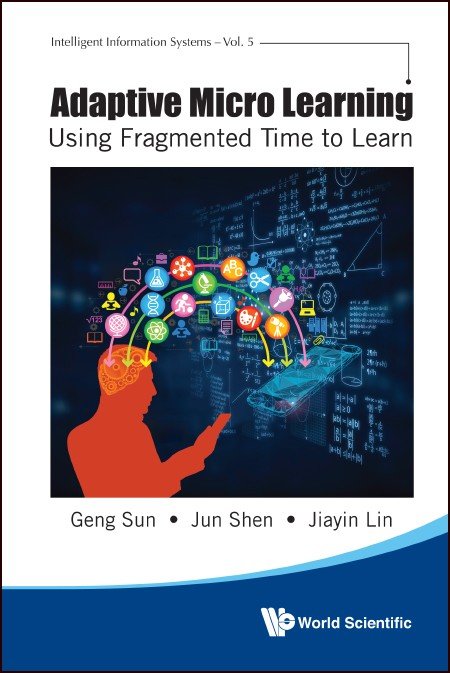 Intelligent Information Systems – Vol. 5
Adaptive Micro Learning
Using Fragmented Time to Learn
Geng Sun • Jun Shen • Jiayin Lin
World Scientific